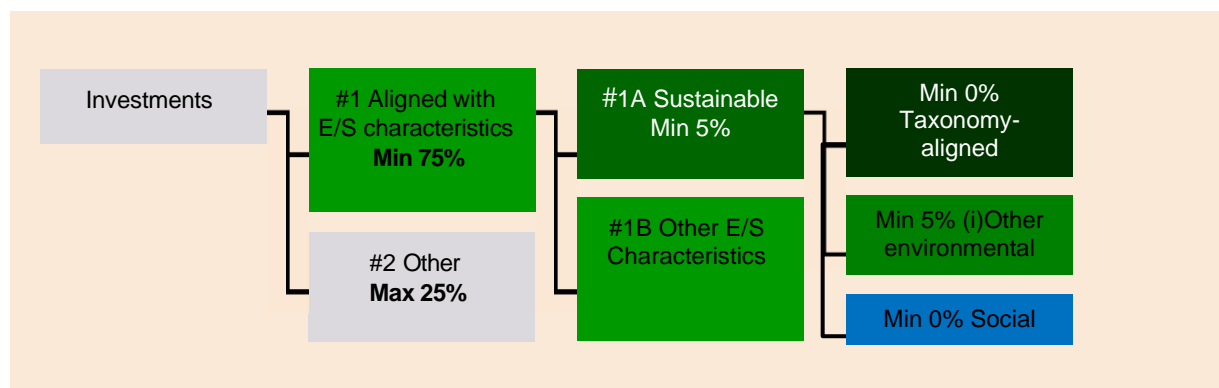 Investments
#1 Aligned with
E/S characteristics
Min 75%
#2 Other
Max 25%
#1A Sustainable
Min 5%
#1B Other E/S
Characteristics
Min 0%
Taxonomy-
aligned
Min 5% (i)Other
environmental
Min 0% Social